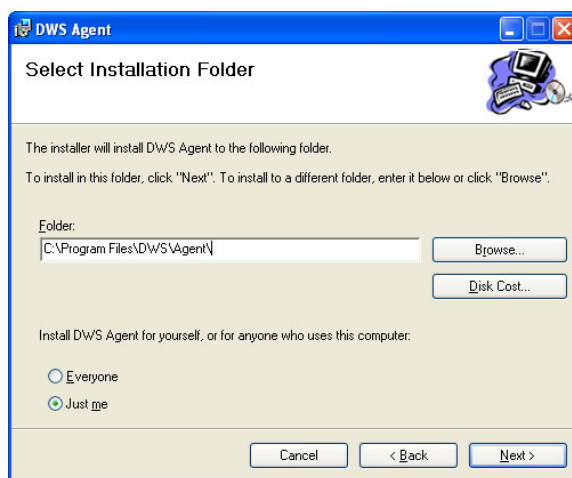 DWS Agent
Select Installation Folder
The installer will install DWS Agent to the following folder.
To install in this folder, click "Next". To install to a different folder, enter it below or click "Browse".
Folder:
C:\Program Files\DWS\Agent\
Browse...
Disk Cost...
Install DWS Agent for yourself, or for anyone who uses this computer:
Everyone
Just me
Cancel
< Back
Next >